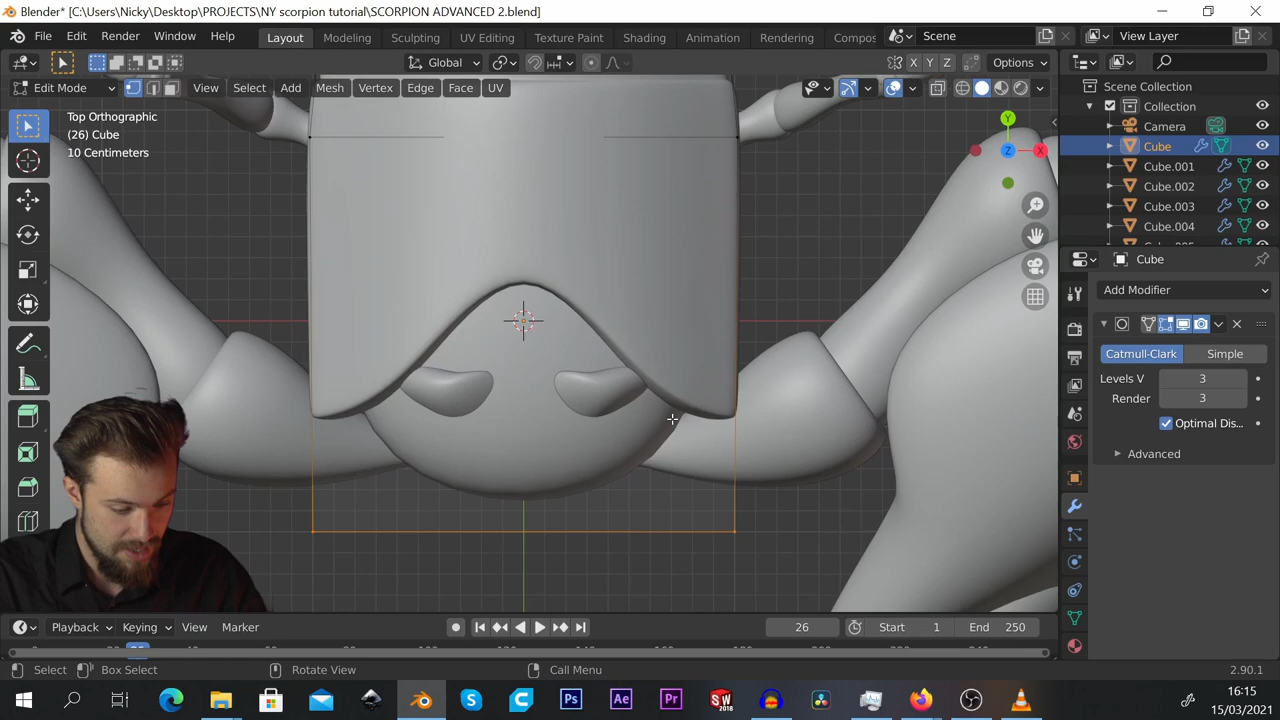 Blender* [C:\Users\Nicky\Desktop\PROJECTS\NY scorpion tutorial\SCORPION ADVANCED 2.blend]
File Edit Render Window Help Layout Modeling Sculpting UV Editing Texture Paint Shading Animation Rendering Compos Scene View Layer
Global X Y Z Options
Edit Mode View Select Add Mesh Vertex Edge Face UV
Scene Collection
Top Orthographic
(26) Cube
10 Centimeters
Y
Z X
Collection
Camera
Cube
Cube.001
Cube.002
Cube.003
Cube.004
Cube
Add Modifier
Catmull-Clark Simple
Levels V 3
Render 3
Optimal Dis...
Advanced
Playback Keying View Marker 26 Start 1 End 250
Select Box Select Rotate View Call Menu 2.90.1
Ps Ae Pr SW 2018
16:15
15/03/2021